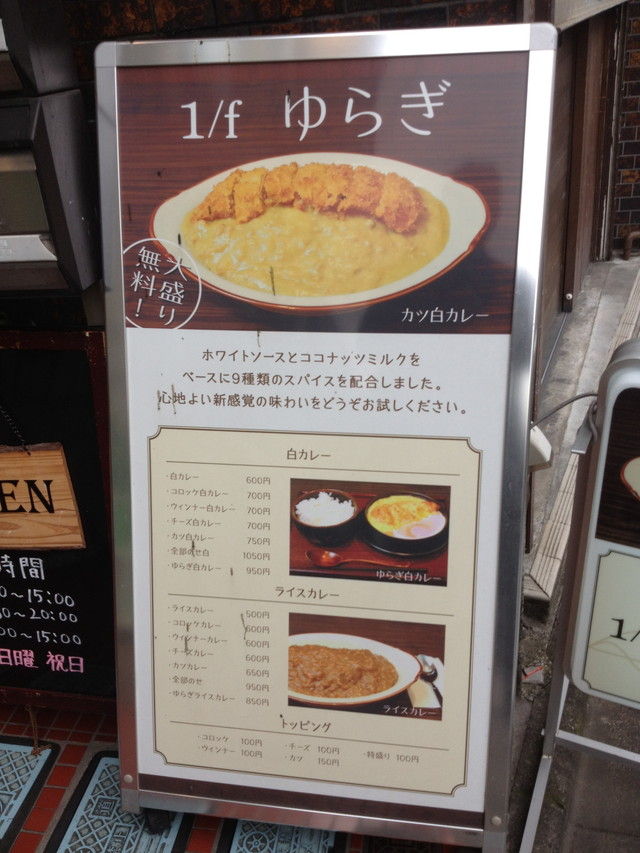 1/f ゆらぎ
大盛り
無料！
カツ白カレー
ホワイトソースとココナッツミルクを
ベースに9種類のスパイスを配合しました。
心地よい新感覚の味わいをどうぞお試しください。
白カレー
・白カレー 600円
・コロッケ白カレー 700円
・ウィンナー白カレー 700円
・チーズ白カレー 700円
・カツ白カレー 750円
・全部のせ白 1050円
・ゆらぎ白カレー 950円
ゆらぎ白カレー
ライスカレー
・ライスカレー 500円
・コロッケカレー 600円
・ウィンナーカレー 600円
・チーズカレー 600円
・カツカレー 650円
・全部のせ 950円
・ゆらぎライスカレー 850円
ライスカレー
トッピング
・コロッケ 100円 ・チーズ 100円 ・特盛り 100円
・ウィンナー 100円 ・カツ 150円
EN
時間
0〜15:00
0〜20:00
0〜15:00
日曜 祝日
1/